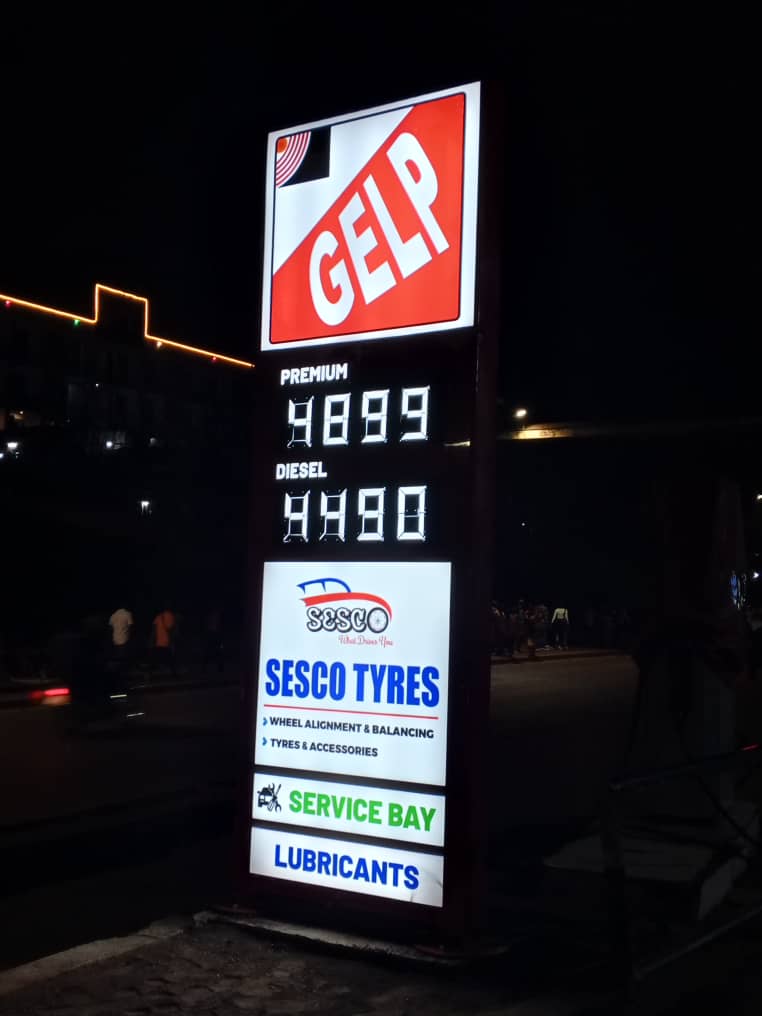 GELP
PREMIUM
4899
DIESEL
4490
SESCO
What Drives You
SESCO TYRES
WHEEL ALIGNMENT & BALANCING
TYRES & ACCESSORIES
SERVICE BAY
LUBRICANTS